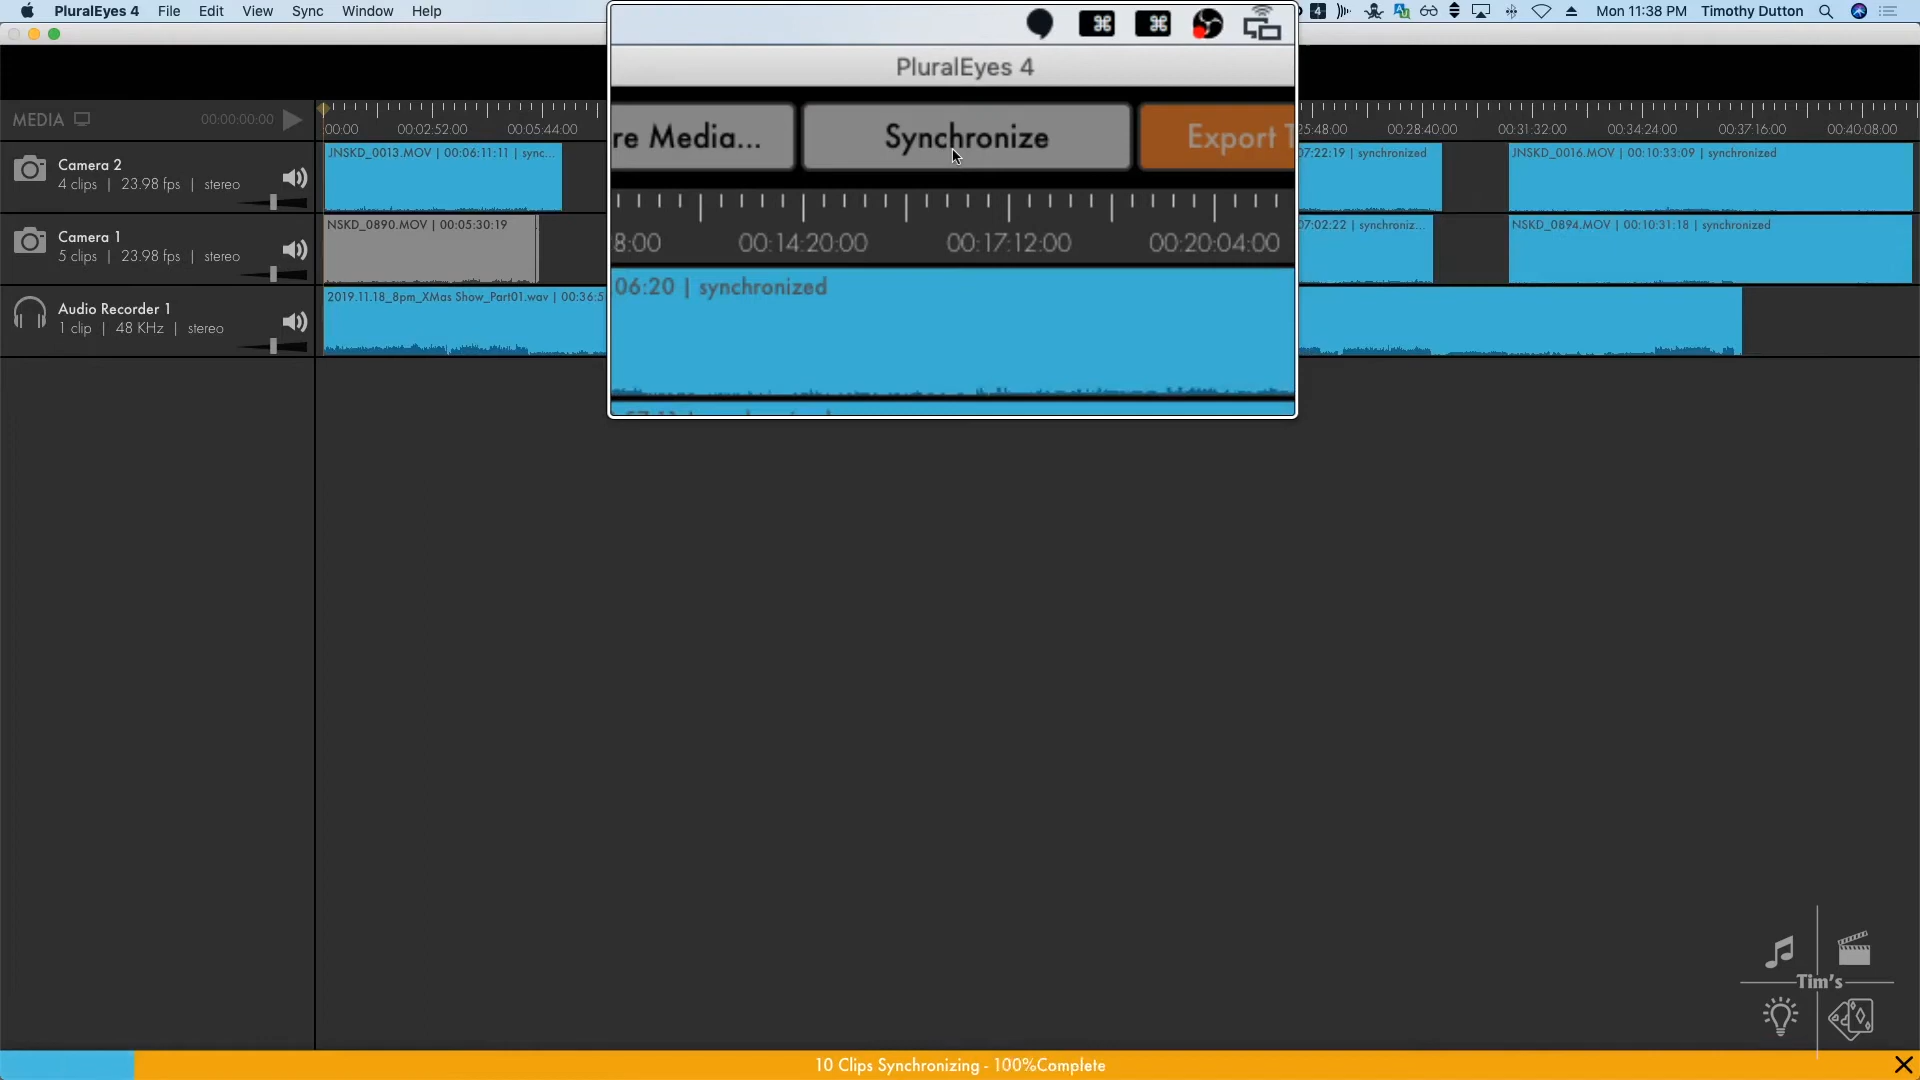 PluralEyes 4 File Edit View Sync Window Help
4 Mon 11:38 PM Timothy Dutton
PluralEyes 4
re Media... Synchronize Export T
MEDIA 00:00:00:00
00:00 00:02:52:00 00:05:44:00
8:00 00:14:20:00 00:17:12:00 00:20:04:00
25:48:00 00:28:40:00 00:31:32:00 00:34:24:00 00:37:16:00 00:40:08:00
Camera 2
4 clips | 23.98 fps | stereo
JNSKD_0013.MOV | 00:06:11:11 | sync...
06:20 | synchronized
07:22:19 | synchronized
JNSKD_0016.MOV | 00:10:33:09 | synchronized
Camera 1
5 clips | 23.98 fps | stereo
NSKD_0890.MOV | 00:05:30:19
07:02:22 | synchroniz...
NSKD_0894.MOV | 00:10:31:18 | synchronized
Audio Recorder 1
1 clip | 48 KHz | stereo
2019.11.18_8pm_XMas Show_Part01.wav | 00:36:5
Tim's
10 Clips Synchronizing - 100%Complete